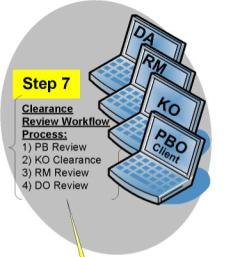 DA
RM
KO
PBO
Client
Step 7
Clearance
Review Workflow
Process:
1) PB Review
2) KO Clearance
3) RM Review
4) DO Review